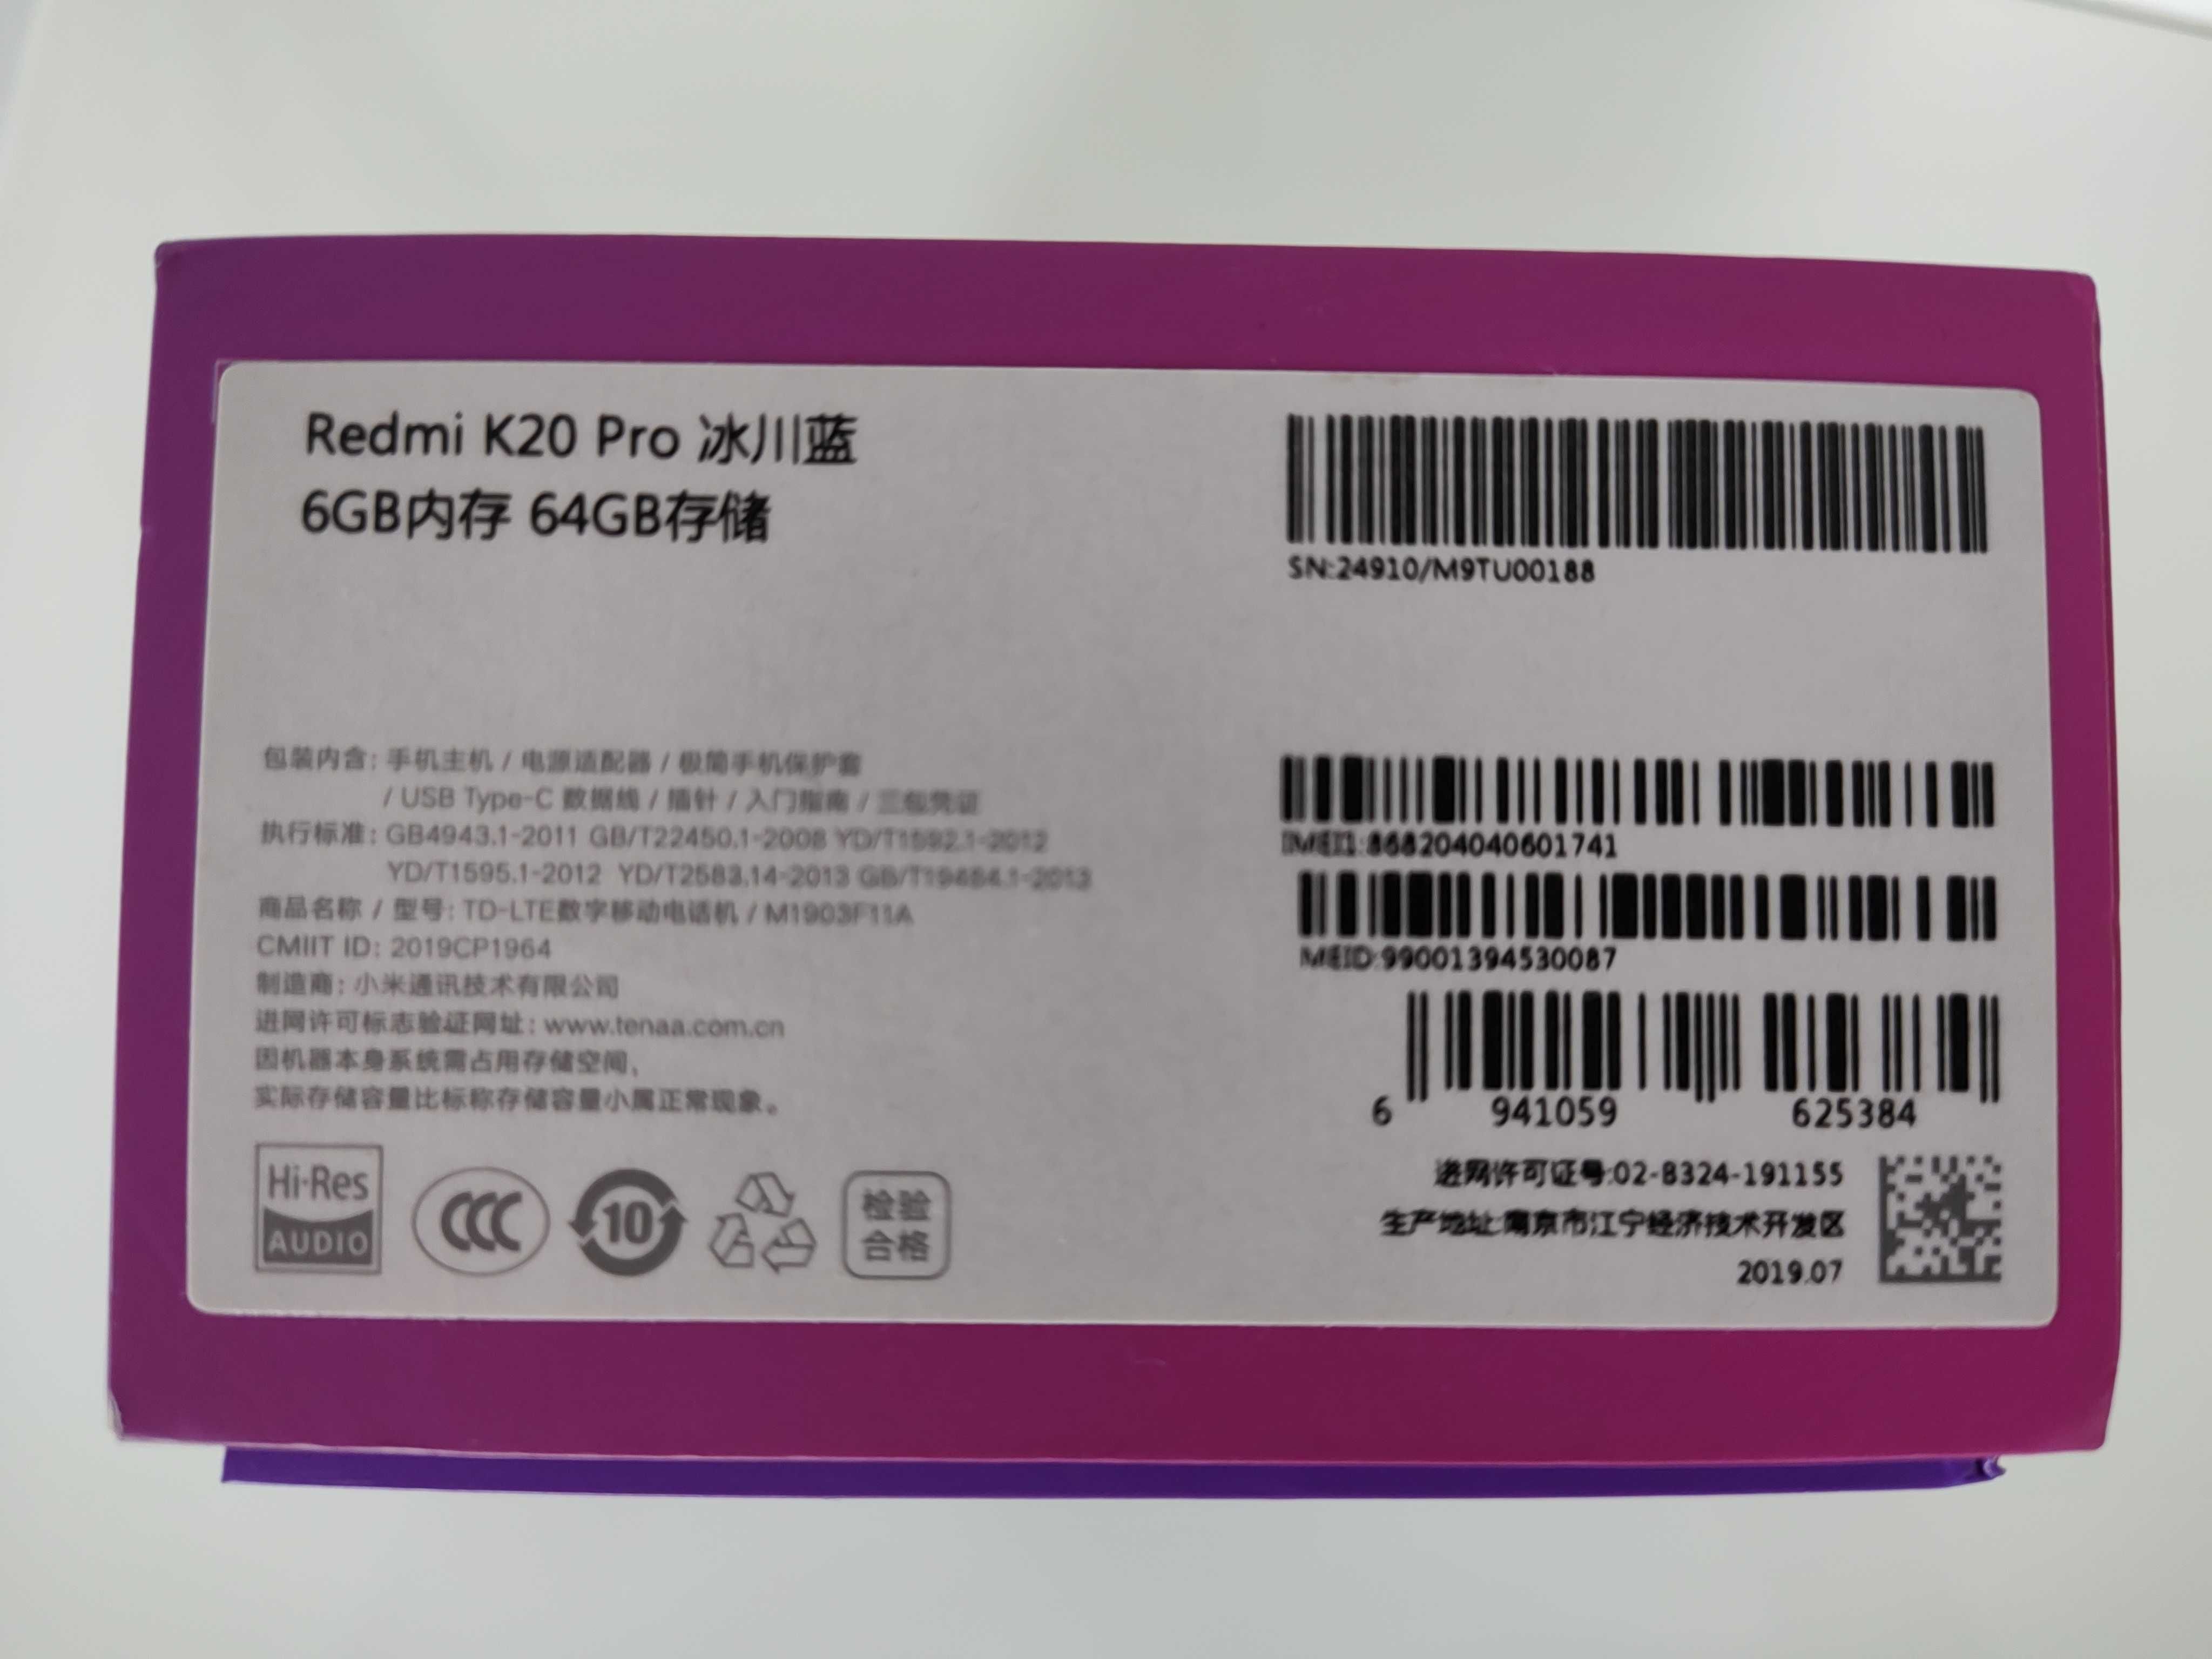 Redmi K20 Pro 冰川蓝
6GB内存 64GB存储
SN:24910/M9TU00188
包装内含: 手机主机 / 电源适配器 / 极简手机保护套
/ USB Type-C 数据线 / 插针 / 入门指南 / 三包凭证
执行标准: GB4943.1-2011 GB/T22450.1-2008 YD/T1592.1-2012
YD/T1595.1-2012 YD/T2583.14-2013 GB/T19484.1-2013
商品名称 / 型号: TD-LTE数字移动电话机 / M1903F11A
CMIIT ID: 2019CP1964
制造商: 小米通讯技术有限公司
进网许可标志验证网址: www.tenaa.com.cn
因机器本身系统需占用存储空间,
实际存储容量比标称存储容量小属正常现象。
Hi-Res
AUDIO
CCC
10
检验
合格
IMEI1:868204040601741
MEID:99001394530087
6 941059 625384
进网许可证号:02-B324-191155
生产地址:南京市江宁经济技术开发区
2019.07